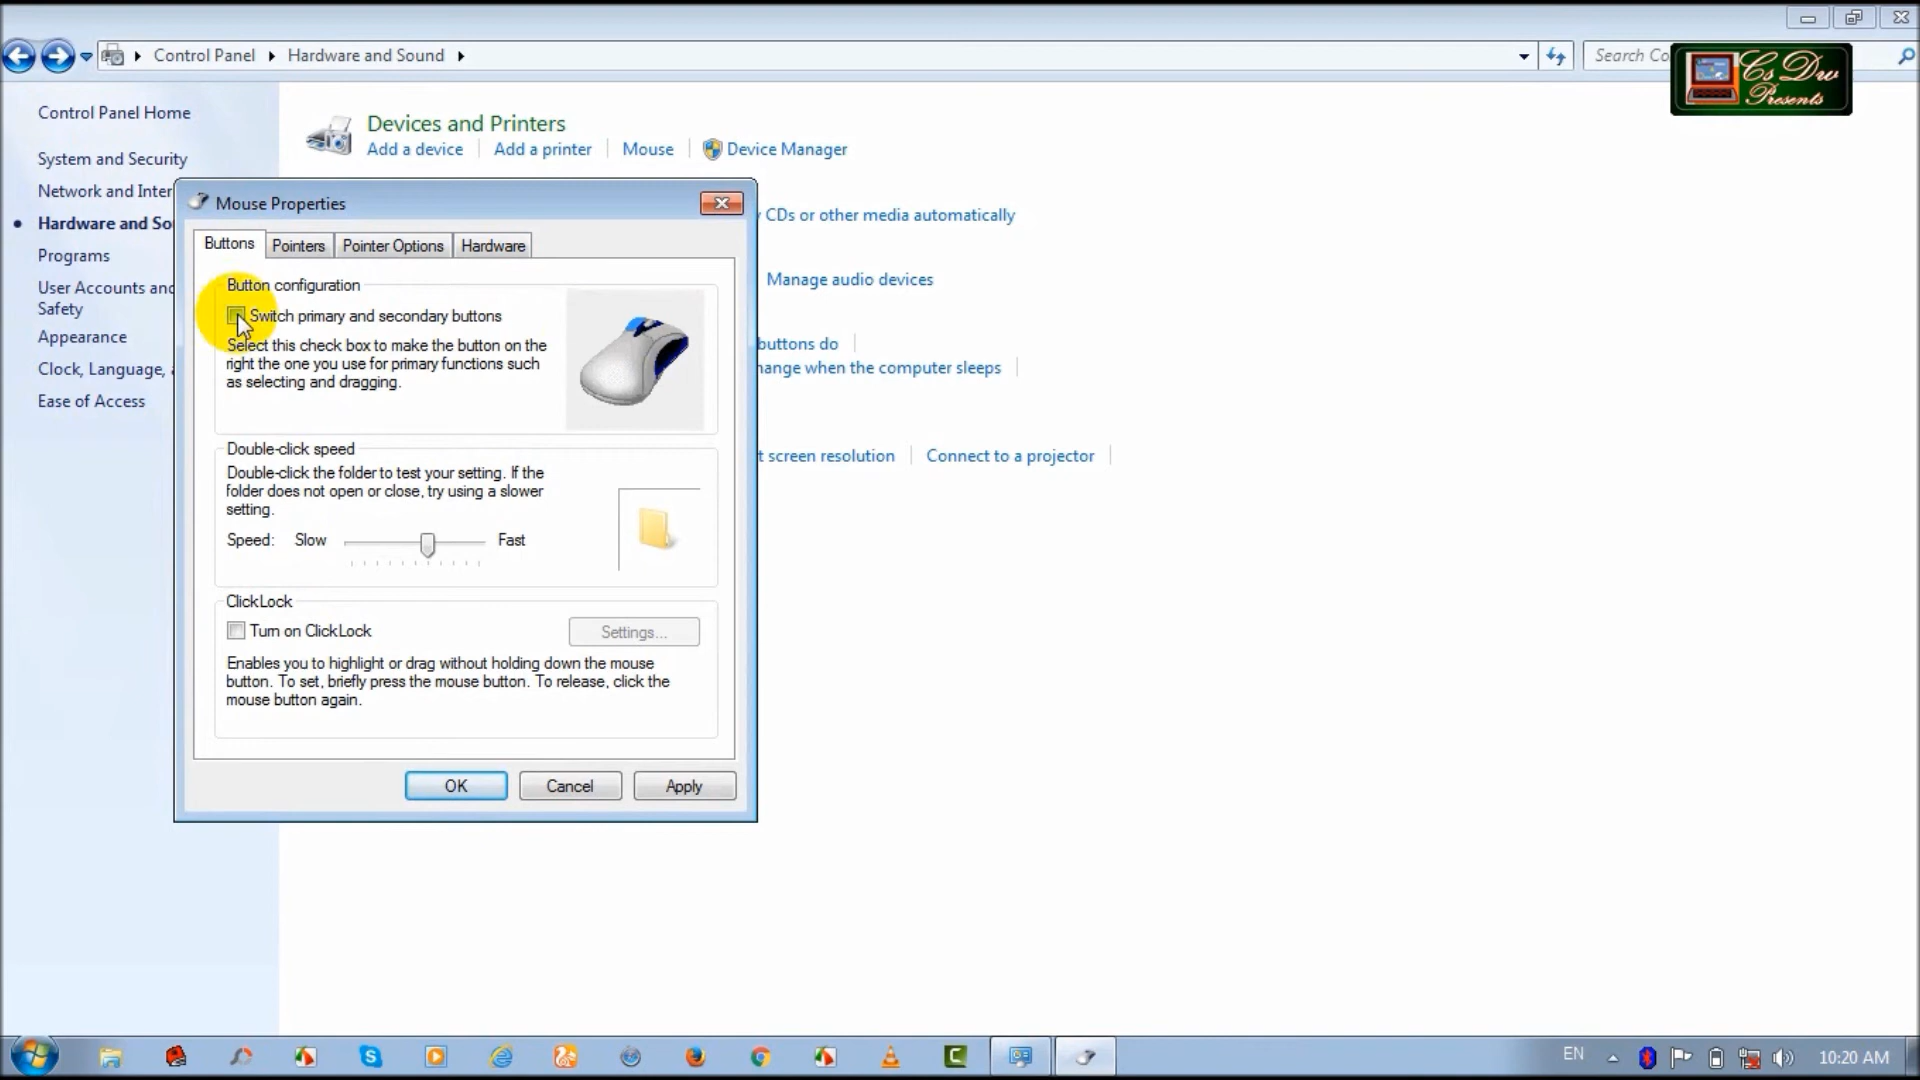 Control Panel
Hardware and Sound
Search Co
Cs Dw
Presents
Control Panel Home
System and Security
Network and Inter
Hardware and So
Programs
User Accounts and
Safety
Appearance
Clock, Language,
Ease of Access
Devices and Printers
Add a device
Add a printer
Mouse
Device Manager
CDs or other media automatically
Manage audio devices
buttons do
hange when the computer sleeps
t screen resolution
Connect to a projector
Mouse Properties
Buttons
Pointers
Pointer Options
Hardware
Button configuration
Switch primary and secondary buttons
Select this check box to make the button on the
right the one you use for primary functions such
as selecting and dragging.
Double-click speed
Double-click the folder to test your setting. If the
folder does not open or close, try using a slower
setting.
Speed: Slow Fast
ClickLock
Turn on ClickLock
Settings...
Enables you to highlight or drag without holding down the mouse
button. To set, briefly press the mouse button. To release, click the
mouse button again.
OK
Cancel
Apply
EN
10:20 AM